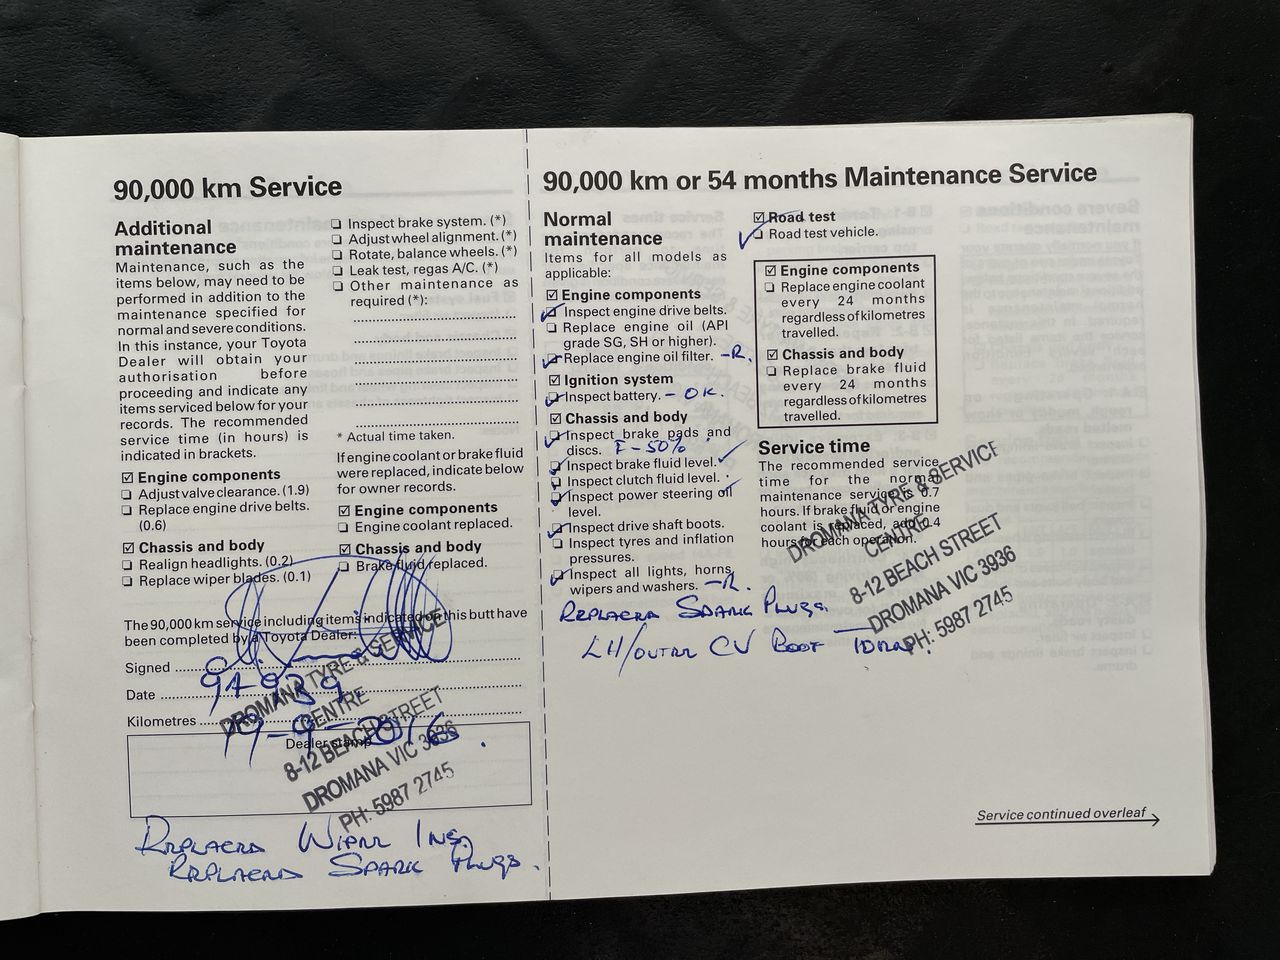 90,000 km Service
Additional
maintenance
Maintenance, such as the
items below, may need to be
performed in addition to the
maintenance specified for
normal and severe conditions.
In this instance, your Toyota
Dealer will obtain your
authorisation before
proceeding and indicate any
items serviced below for your
records. The recommended
service time (in hours) is
indicated in brackets.
☑ Engine components
❏ Adjust valve clearance. (1.9)
❏ Replace engine drive belts.
(0.6)
☑ Chassis and body
❏ Realign headlights. (0.2)
❏ Replace wiper blades. (0.1)
❏ Inspect brake system. (*)
❏ Adjust wheel alignment. (*)
❏ Rotate, balance wheels. (*)
❏ Leak test, regas A/C. (*)
❏ Other maintenance as
required (*):
* Actual time taken.
If engine coolant or brake fluid
were replaced, indicate below
for owner records.
☑ Engine components
❏ Engine coolant replaced.
☑ Chassis and body
❏ Brake fluid replaced.
The 90,000 km service including items indicated on this butt have
been completed by a Toyota Dealer:
Signed
Date 
Kilometres
19-9-2016.
Dealer stamp
DROMANA TYRE & SERVICE
CENTRE
8-12 BEACH STREET
DROMANA VIC 3936
PH: 5987 2745
REPLACED WIPER INS.
REPLACED SPARK PLUGS.
90,000 km or 54 months Maintenance Service
Normal
maintenance
Items for all models as
applicable:
☑ Engine components
❏ Inspect engine drive belts.
❏ Replace engine oil (API
grade SG, SH or higher).
❏ Replace engine oil filter. -R.
☑ Ignition system
❏ Inspect battery. - OK.
☑ Chassis and body
❏ Inspect brake pads and
discs. F-50%
❏ Inspect brake fluid level.
❏ Inspect clutch fluid level.
❏ Inspect power steering oil
level.
❏ Inspect drive shaft boots.
❏ Inspect tyres and inflation
pressures.
❏ Inspect all lights, horns,
wipers and washers. -R.
REPLACED SPARK PLUGS.
LH/OUTER CV BOOT
☑ Road test
❏ Road test vehicle.
☑ Engine components
❏ Replace engine coolant
every 24 months
regardless of kilometres
travelled.
☑ Chassis and body
❏ Replace brake fluid
every 24 months
regardless of kilometres
travelled.
Service time
The recommended service
time for the normal
maintenance service is 0.7
hours. If brake fluid or engine
coolant is replaced, add 0.4
hours for each operation.
DROMANA TYRE & SERVICE
CENTRE
8-12 BEACH STREET
DROMANA VIC 3936
PH: 5987 2745
Service continued overleaf